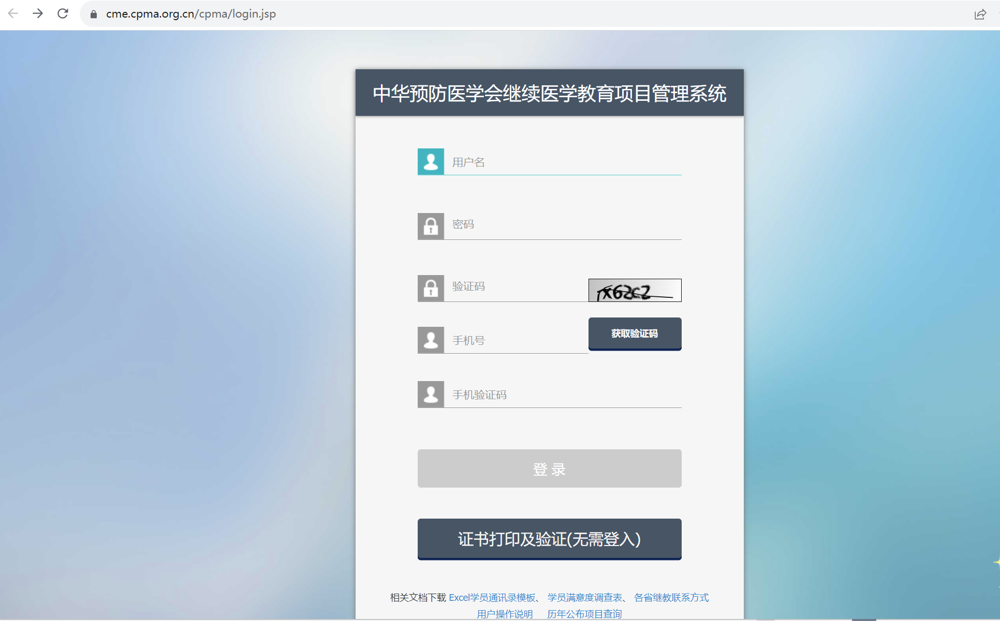 cme.cpma.org.cn/cpma/login.jsp
中华预防医学会继续医学教育项目管理系统
用户名
密码
验证码
手机号
获取验证码
手机验证码
登 录
证书打印及验证(无需登入)
相关文档下载 Excel学员通讯录模板、 学员满意度调查表、 各省继教联系方式
用户操作说明 历年公布项目查询